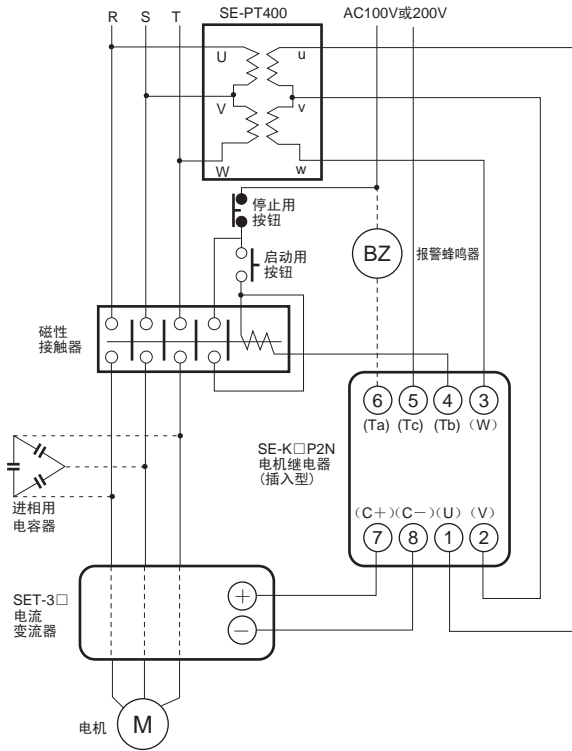 R S T
SE-PT400
AC100V或200V
U u
V v
W w
停止用
按钮
启动用
按钮
BZ
报警蜂鸣器
磁性
接触器
6 5 4 3
(Ta) (Tc) (Tb) (W)
SE-K□P2N
电机继电器
(插入型)
(C+) (C−) (U) (V)
7 8 1 2
进相用
电容器
SET-3□
电流
变流器
+
−
电机
M